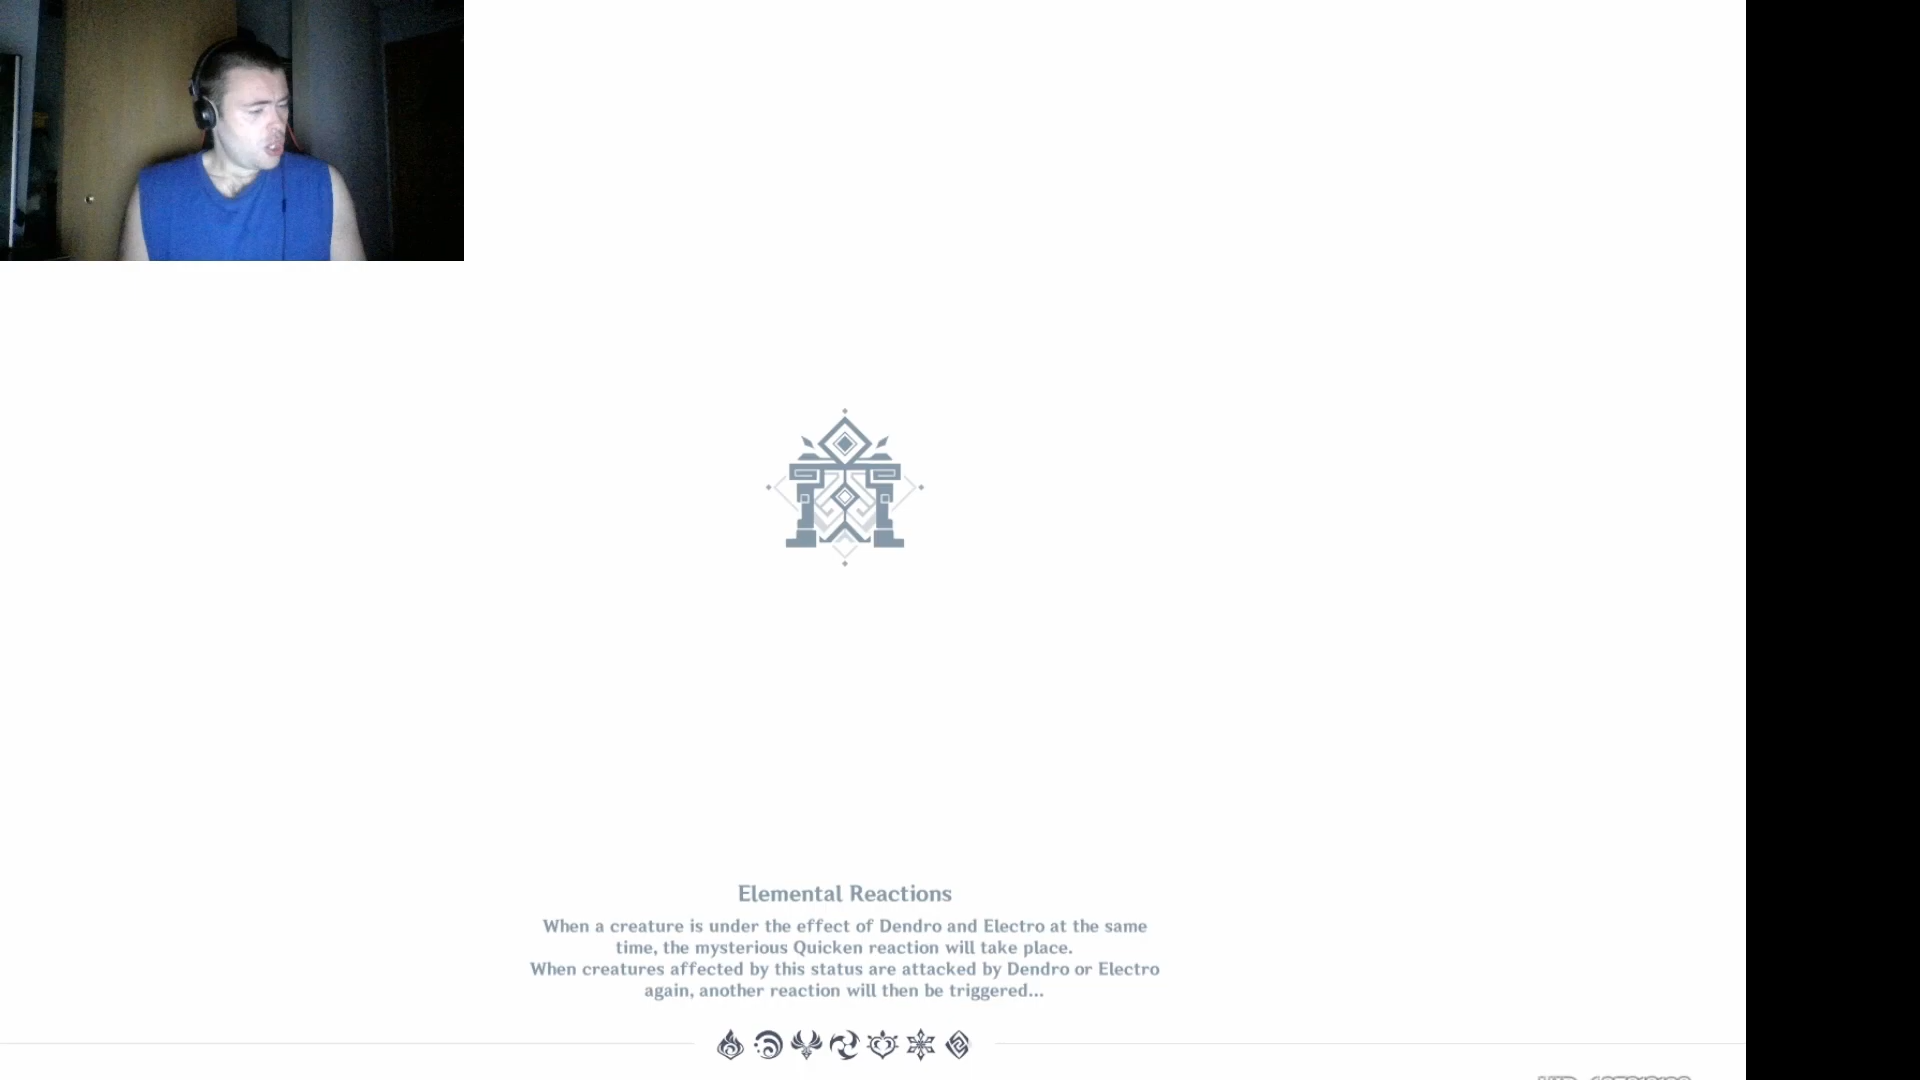 Elemental Reactions
When a creature is under the effect of Dendro and Electro at the same
time, the mysterious Quicken reaction will take place.
When creatures affected by this status are attacked by Dendro or Electro
again, another reaction will then be triggered...